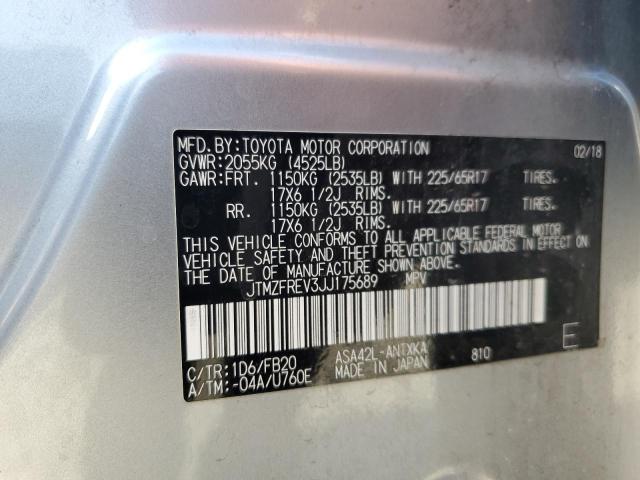 MFD.BY:TOYOTA MOTOR CORPORATION 02/18
GVWR:2055KG (4525LB)
GAWR:FRT. 1150KG (2535LB) WITH 225/65R17 TIRES.
17X6 1/2J RIMS.
RR. 1150KG (2535LB) WITH 225/65R17 TIRES.
17X6 1/2J RIMS.
THIS VEHICLE CONFORMS TO ALL APPLICABLE FEDERAL MOTOR
VEHICLE SAFETY AND THEFT PREVENTION STANDARDS IN EFFECT ON
THE DATE OF MANUFACTURE SHOWN ABOVE.
JTMZFREV3JJ175689 MPV
C/TR:1D6/FB20 ASA42L-ANTXKA 810 E
A/TM:-04A/U760E MADE IN JAPAN